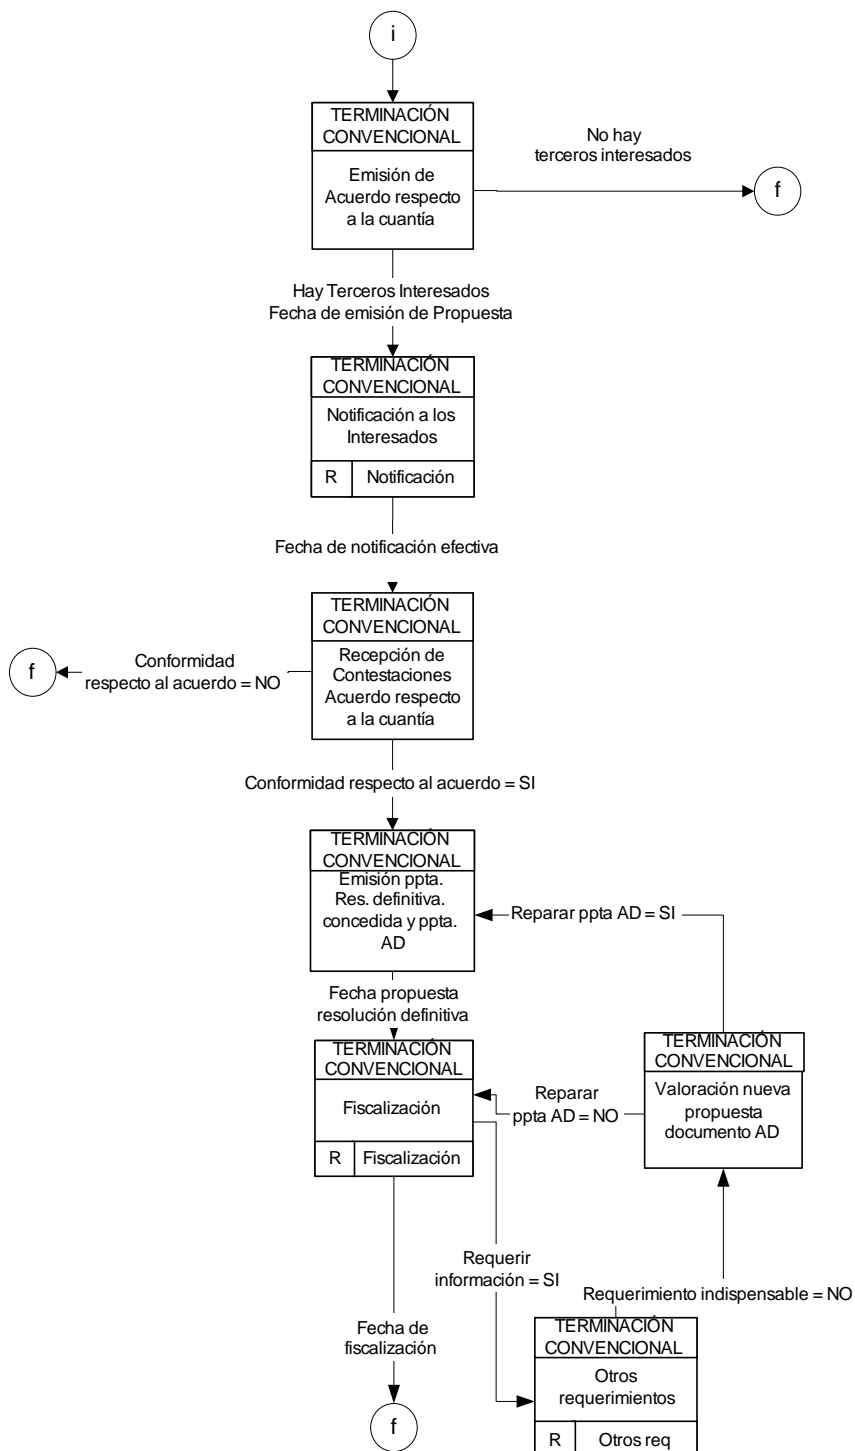 i
TERMINACIÓN
CONVENCIONAL
Emisión de
Acuerdo respecto
a la cuantía
No hay
terceros interesados
f
Hay Terceros Interesados
Fecha de emisión de Propuesta
TERMINACIÓN
CONVENCIONAL
Notificación a los
Interesados
R Notificación
Fecha de notificación efectiva
TERMINACIÓN
CONVENCIONAL
Recepción de
Contestaciones
Acuerdo respecto
a la cuantía
f
Conformidad
respecto al acuerdo = NO
Conformidad respecto al acuerdo = SI
TERMINACIÓN
CONVENCIONAL
Emisión ppta.
Res. definitiva.
concedida y ppta.
AD
Reparar ppta AD = SI
Fecha propuesta
resolución definitiva
TERMINACIÓN
CONVENCIONAL
Fiscalización
R Fiscalización
Reparar
ppta AD = NO
TERMINACIÓN
CONVENCIONAL
Valoración nueva
propuesta
documento AD
Requerir
información = SI
Requerimiento indispensable = NO
Fecha de
fiscalización
f
TERMINACIÓN
CONVENCIONAL
Otros
requerimientos
R Otros req